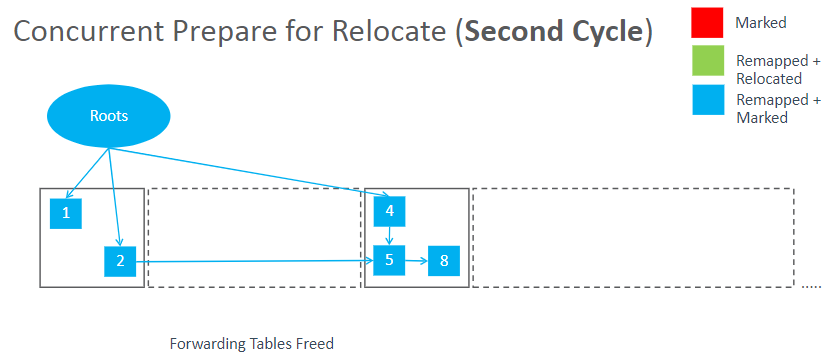 Concurrent Prepare for Relocate (Second Cycle)
Marked
Remapped +
Relocated
Remapped +
Marked
Roots
1
4
2
5
8
.....
Forwarding Tables Freed